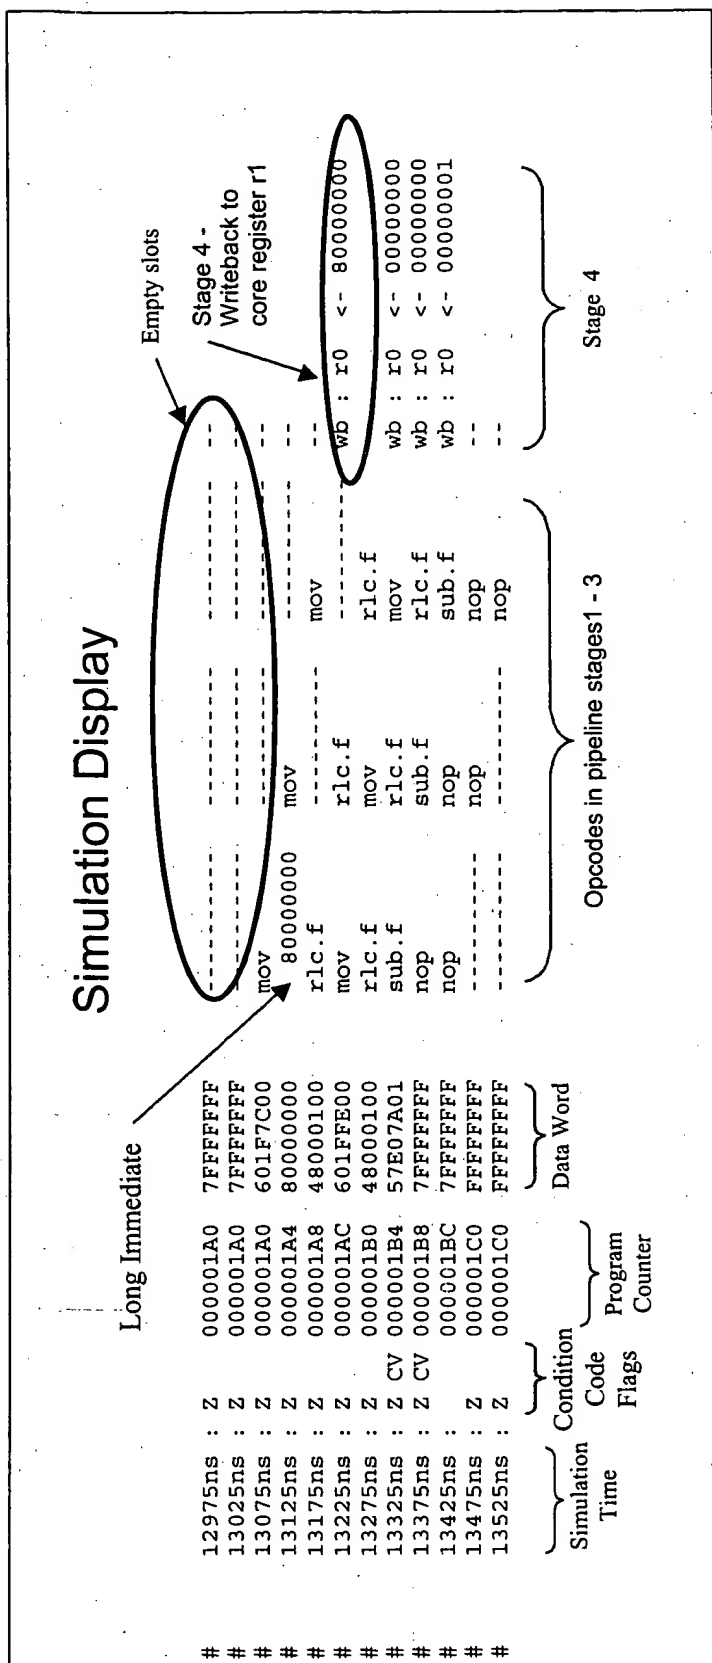 Simulation Display
Long Immediate
Empty slots
Stage 4 -
Writeback to
core register r1
# 12975ns : Z 000001A0 7FFFFFFF ---------- ---------- ---------- --
# 13025ns : Z 000001A0 7FFFFFFF ---------- ---------- ---------- --
# 13075ns : Z 000001A0 601F7C00 mov ---------- ---------- --
# 13125ns : Z 000001A4 80000000 80000000 mov ---------- --
# 13175ns : Z 000001A8 48000100 rlc.f ---------- mov --
# 13225ns : Z 000001AC 601FFE00 mov rlc.f ---------- wb : r0 <- 80000000
# 13275ns : Z 000001B0 48000100 rlc.f mov rlc.f
# 13325ns : Z CV 000001B4 57E07A01 sub.f rlc.f mov wb : r0 <- 00000000
# 13375ns : Z CV 000001B8 7FFFFFFF nop sub.f rlc.f wb : r0 <- 00000000
# 13425ns : 000001BC 7FFFFFFF nop nop sub.f wb : r0 <- 00000001
# 13475ns : Z 000001C0 FFFFFFFF ---------- nop nop --
# 13525ns : Z 000001C0 FFFFFFFF ---------- ---------- nop --
Simulation
Time
Condition
Code
Flags
Program
Counter
Data Word
Opcodes in pipeline stages1 - 3
Stage 4